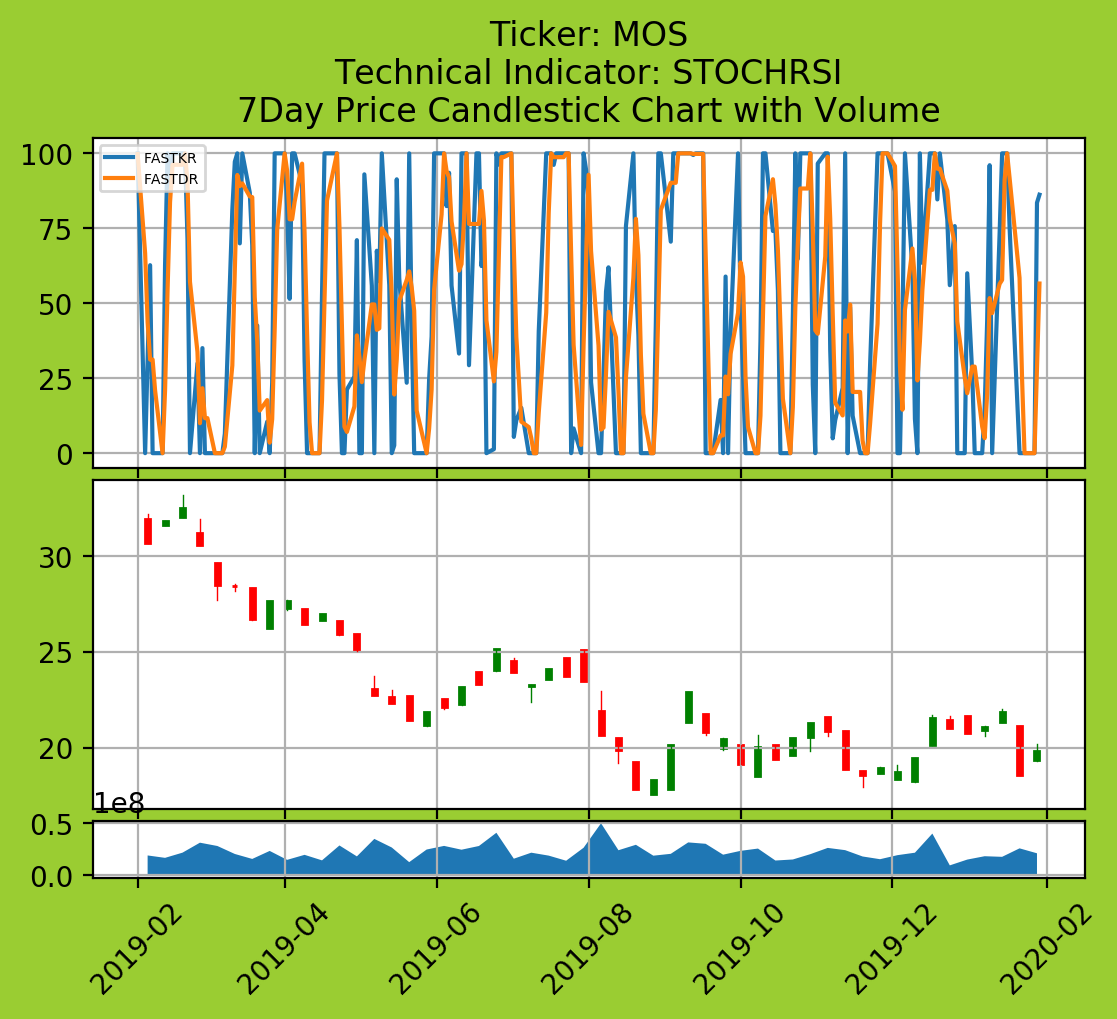 Ticker: MOS
Technical Indicator: STOCHRSI
7Day Price Candlestick Chart with Volume
100
75
50
25
0
FASTKR
FASTDR
30
25
20
1e8
0.5
0.0
2019-02
2019-04
2019-06
2019-08
2019-10
2019-12
2020-02